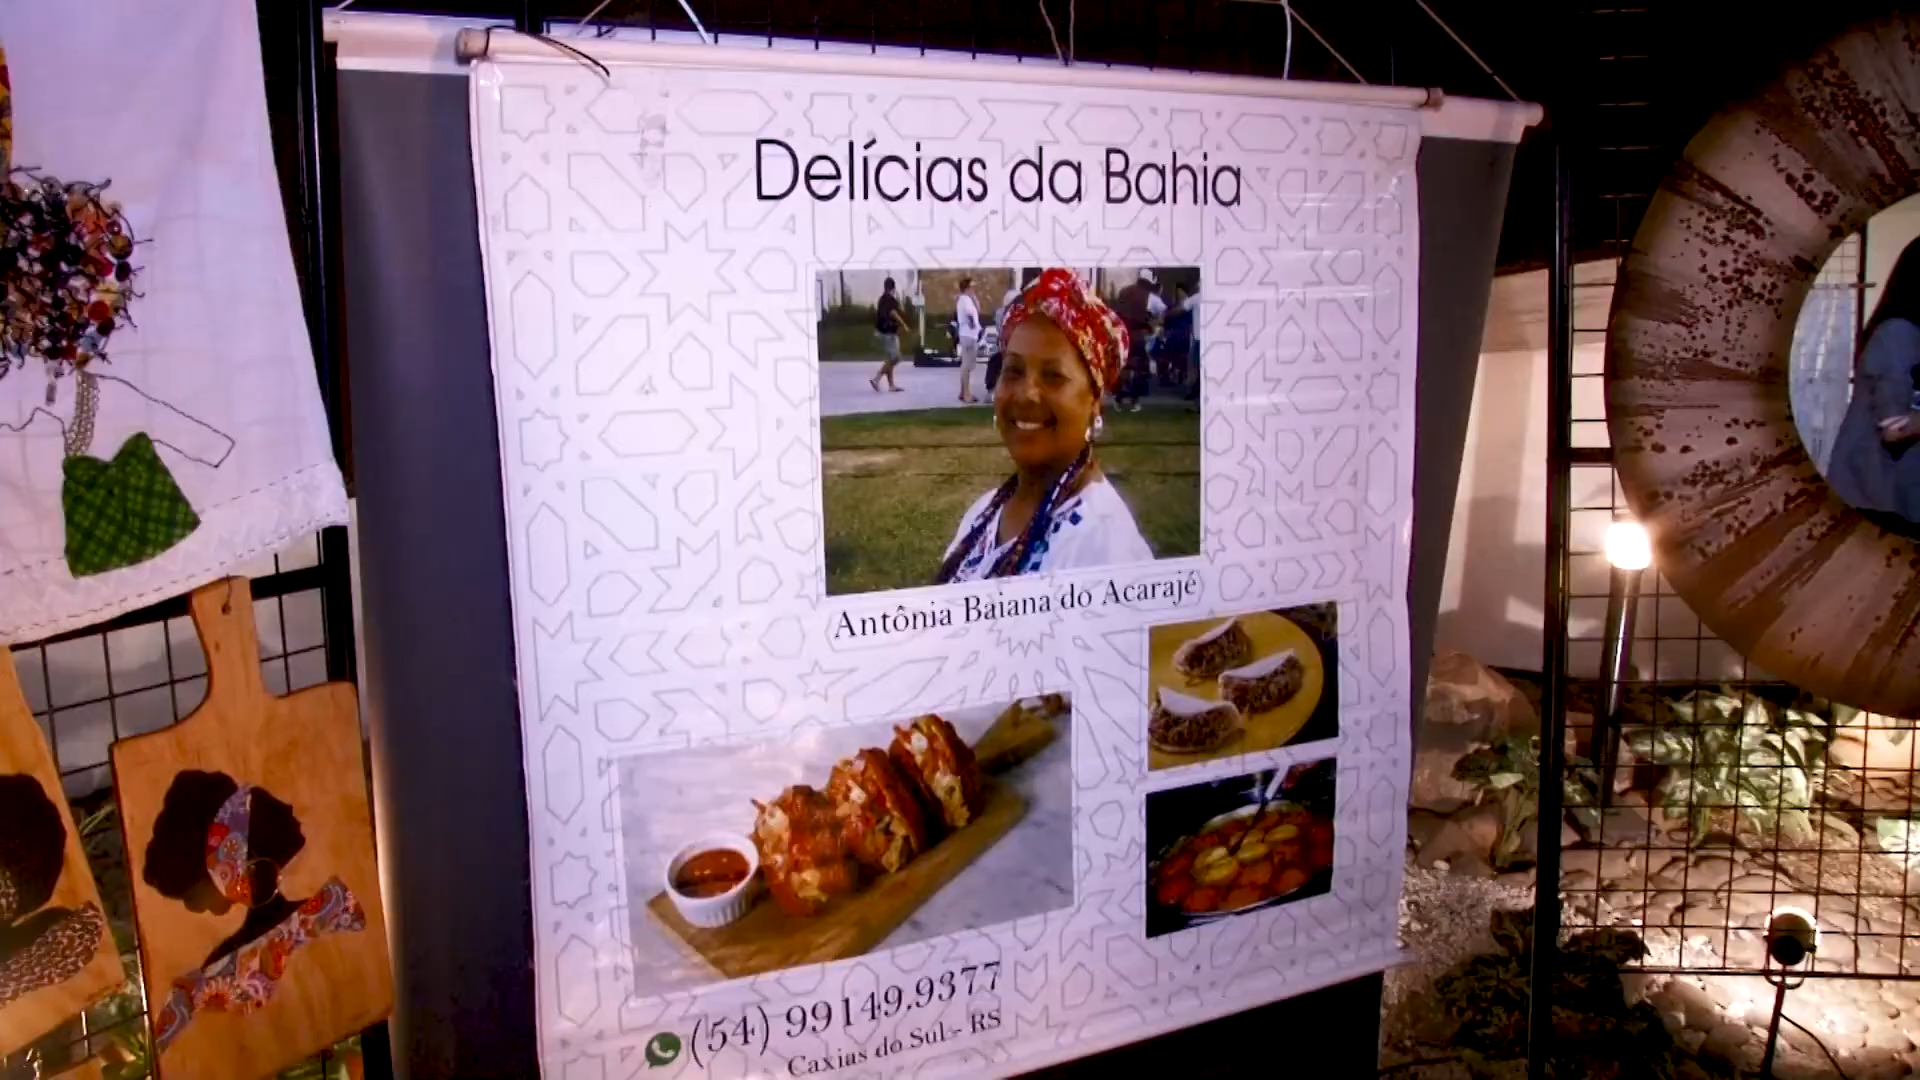 Delícias da Bahia
Antônia Baiana do Acarajé
(54) 99149.9377
Caxias do Sul - RS